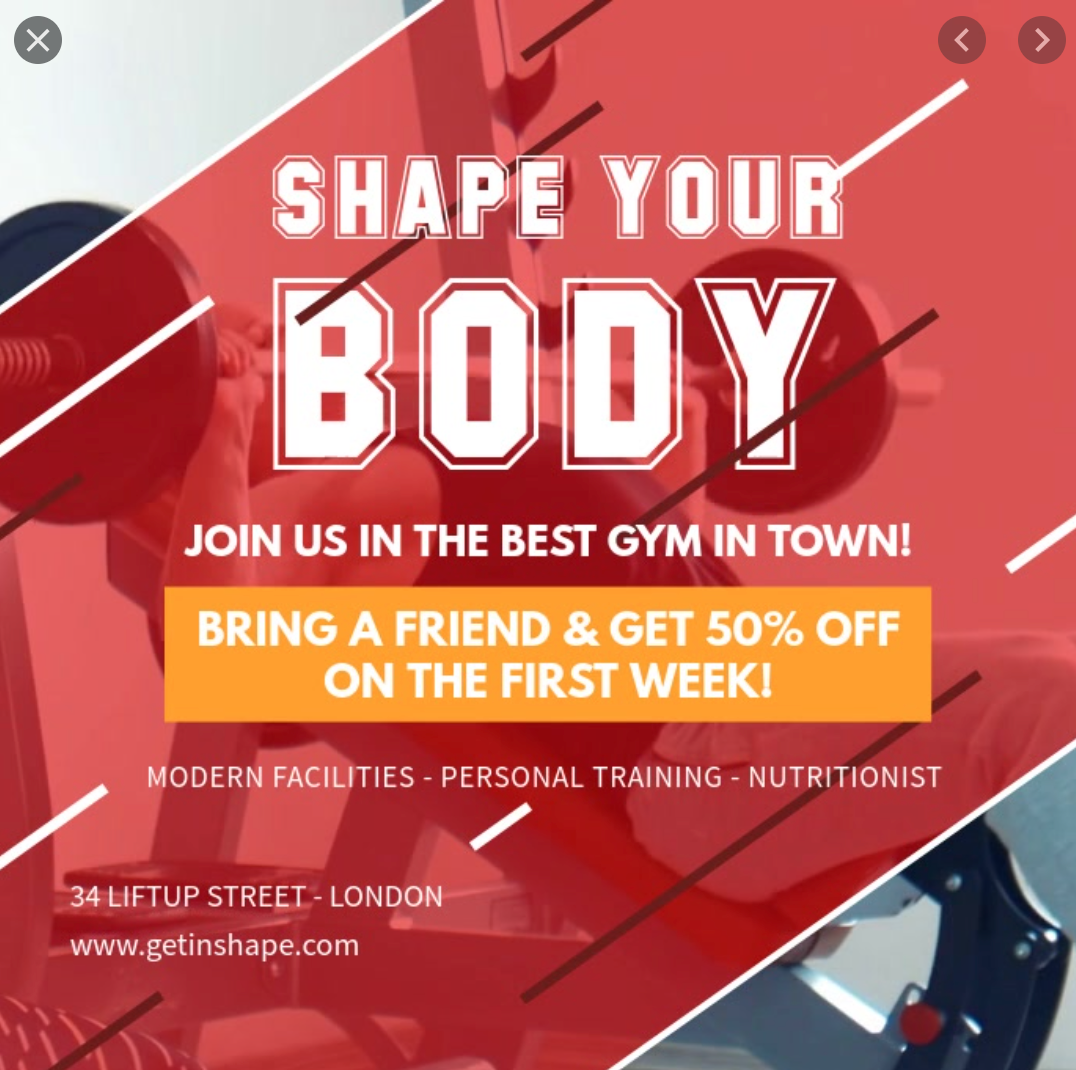 SHAPE YOUR
BODY
JOIN US IN THE BEST GYM IN TOWN!
BRING A FRIEND & GET 50% OFF
ON THE FIRST WEEK!
MODERN FACILITIES - PERSONAL TRAINING - NUTRITIONIST
34 LIFTUP STREET - LONDON
www.getinshape.com